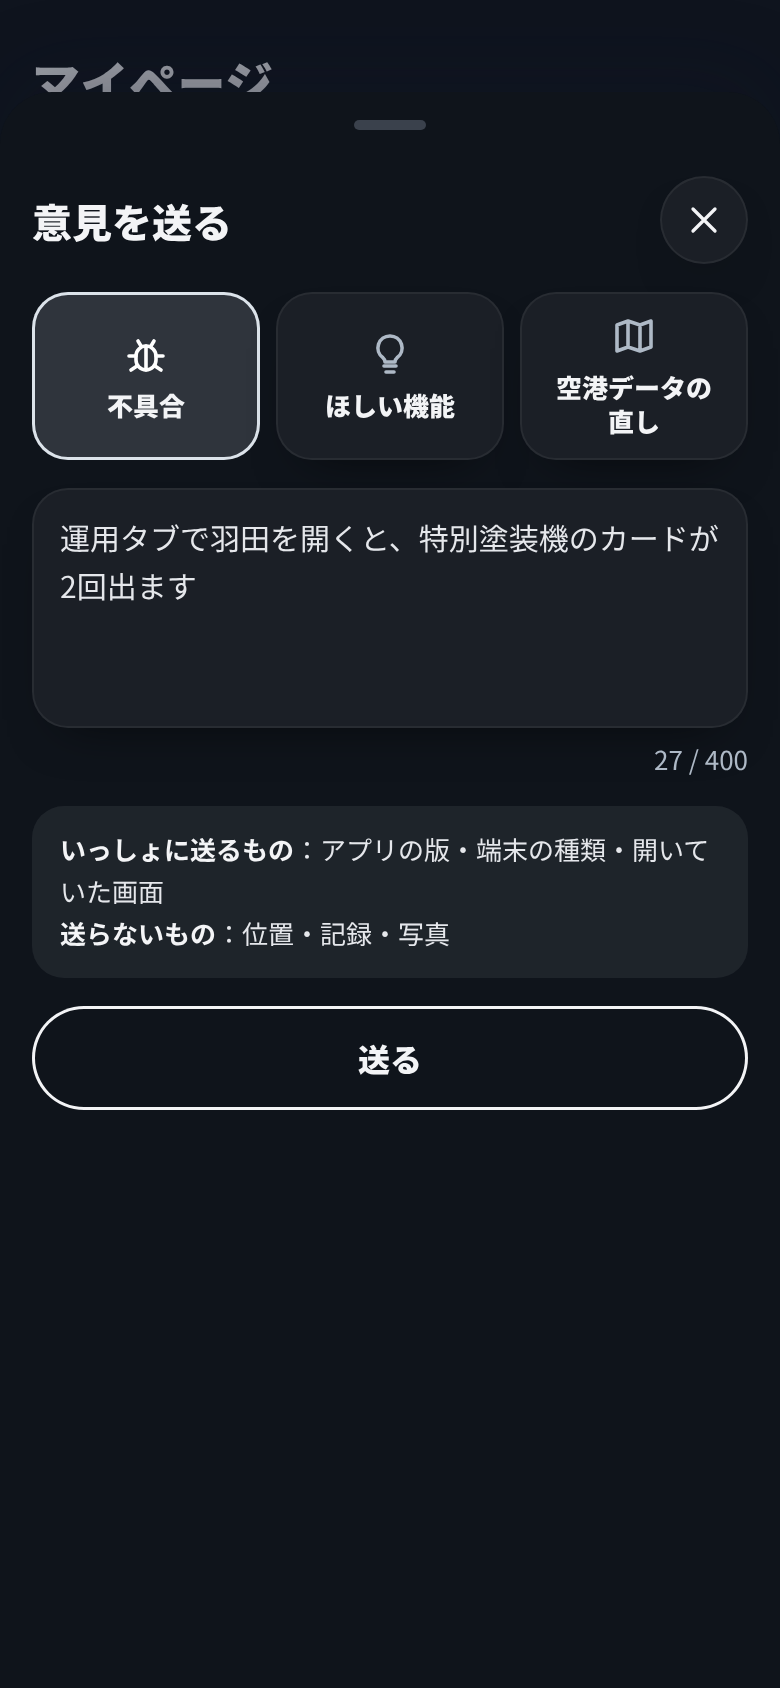 マイページ
意見を送る
不具合
ほしい機能
空港データの
直し
運用タブで羽田を開くと、特別塗装機のカードが
2回出ます
27 / 400
いっしょに送るもの：アプリの版・端末の種類・開いて
いた画面
送らないもの：位置・記録・写真
送る